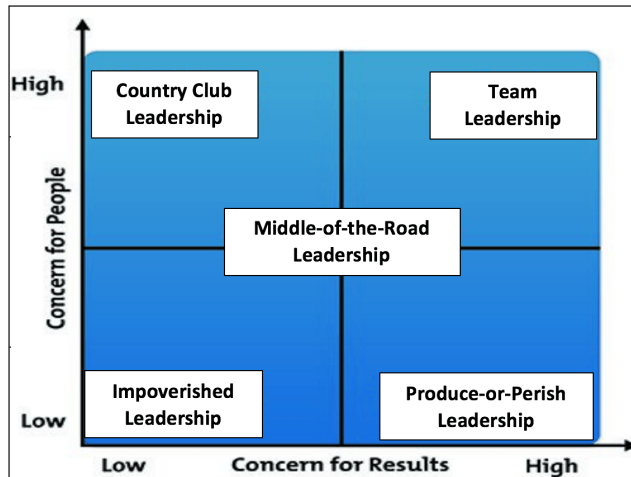 High
Country Club
Leadership
Team
Leadership
Concern for People
Middle-of-the-Road
Leadership
Impoverished
Leadership
Produce-or-Perish
Leadership
Low
Low
Concern for Results
High